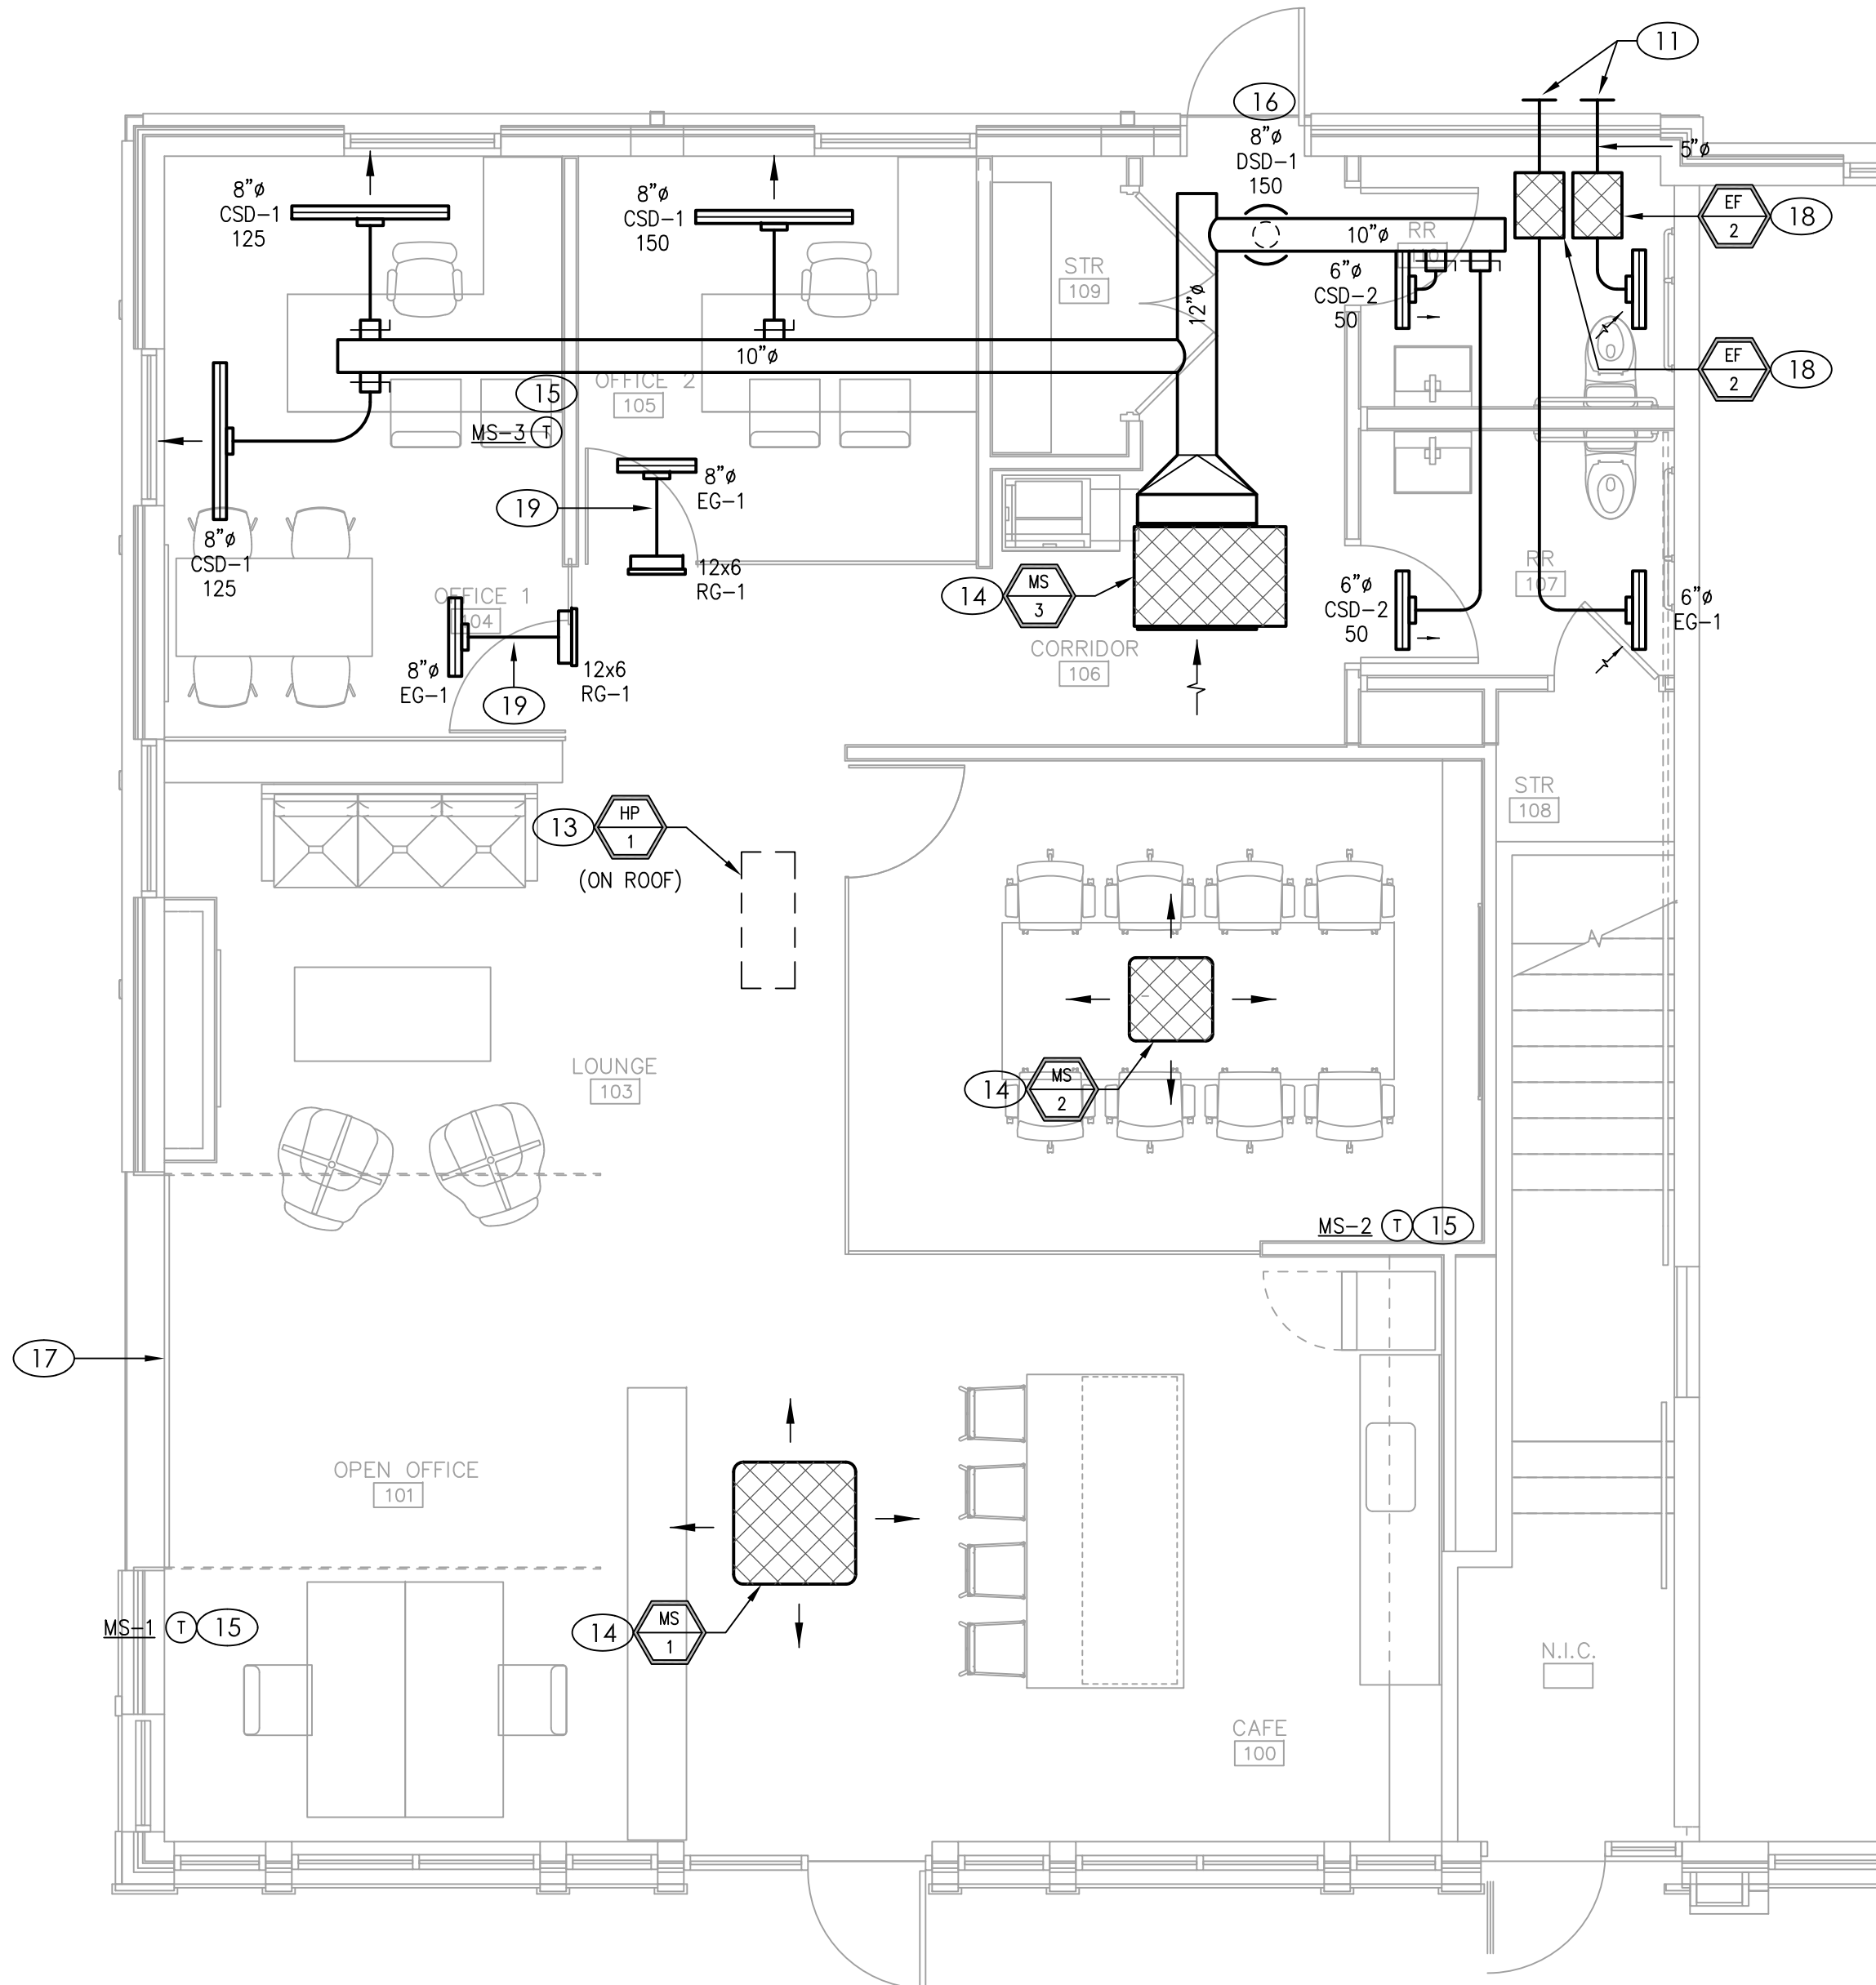 11
16
8"ø
DSD-1
150
5"ø
8"ø
CSD-1
125
8"ø
CSD-1
150
EF
2
18
STR
109
12"ø
10"ø
RR
110
6"ø
CSD-2
50
10"ø
EF
2
18
OFFICE 2
105
15
MS-3
T
8"ø
EG-1
19
8"ø
CSD-1
125
12x6
RG-1
14
MS
3
6"ø
CSD-2
50
RR
107
6"ø
EG-1
OFFICE 1
104
CORRIDOR
106
8"ø
EG-1
12x6
RG-1
19
STR
108
13
HP
1
(ON ROOF)
LOUNGE
103
14
MS
2
MS-2
T
15
17
OPEN OFFICE
101
MS-1
T
15
14
MS
1
N.I.C.
CAFE
100